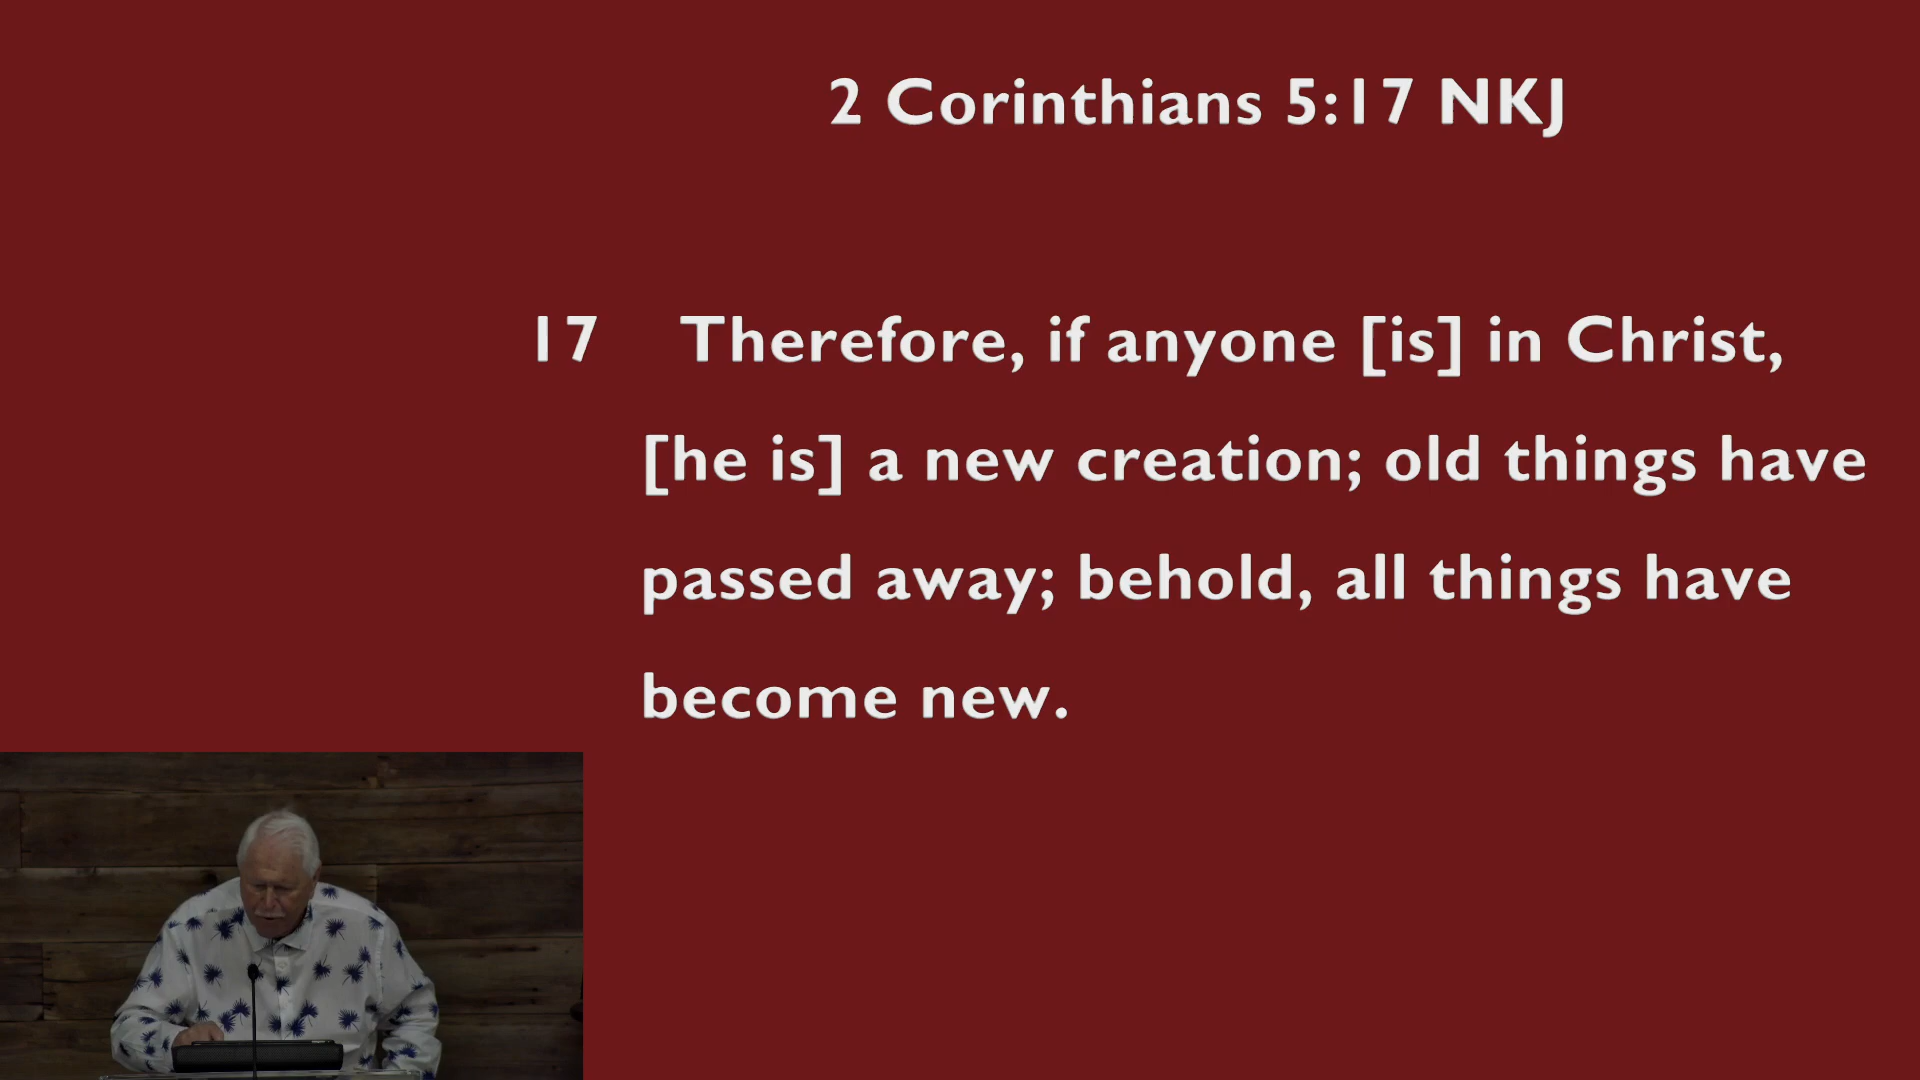 2 Corinthians 5:17 NKJ
17 Therefore, if anyone [is] in Christ,
[he is] a new creation; old things have
passed away; behold, all things have
become new.